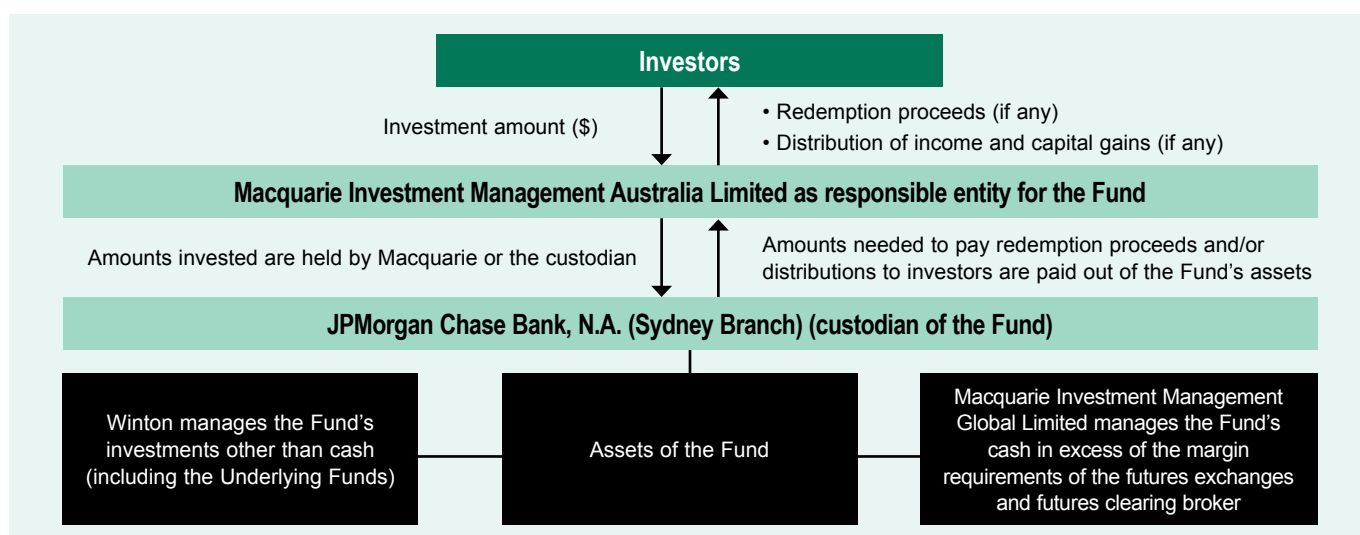 Investors
Investment amount ($)
• Redemption proceeds (if any)
• Distribution of income and capital gains (if any)
Macquarie Investment Management Australia Limited as responsible entity for the Fund
Amounts invested are held by Macquarie or the custodian
Amounts needed to pay redemption proceeds and/or
distributions to investors are paid out of the Fund’s assets
JPMorgan Chase Bank, N.A. (Sydney Branch) (custodian of the Fund)
Winton manages the Fund’s
investments other than cash
(including the Underlying Funds)
Assets of the Fund
Macquarie Investment Management
Global Limited manages the Fund’s
cash in excess of the margin
requirements of the futures exchanges
and futures clearing broker